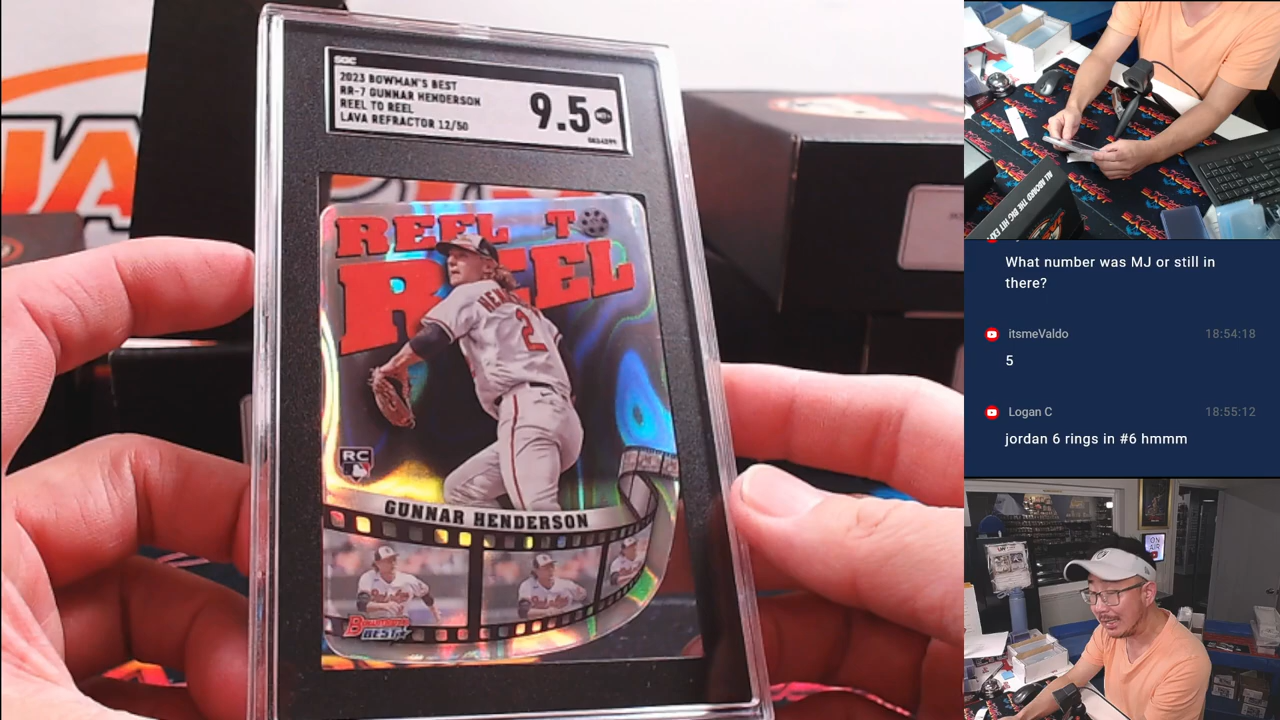 SGC
2023 BOWMAN'S BEST
RR-7 GUNNAR HENDERSON
REEL TO REEL
LAVA REFRACTOR 12/50
9.5
REEL T
REEL
2
RC
GUNNAR HENDERSON
BOWMAN'S
BEST
What number was MJ or still in
there?
itsmeValdo 18:54:18
5
Logan C 18:55:12
jordan 6 rings in #6 hmmm
ON
AIR